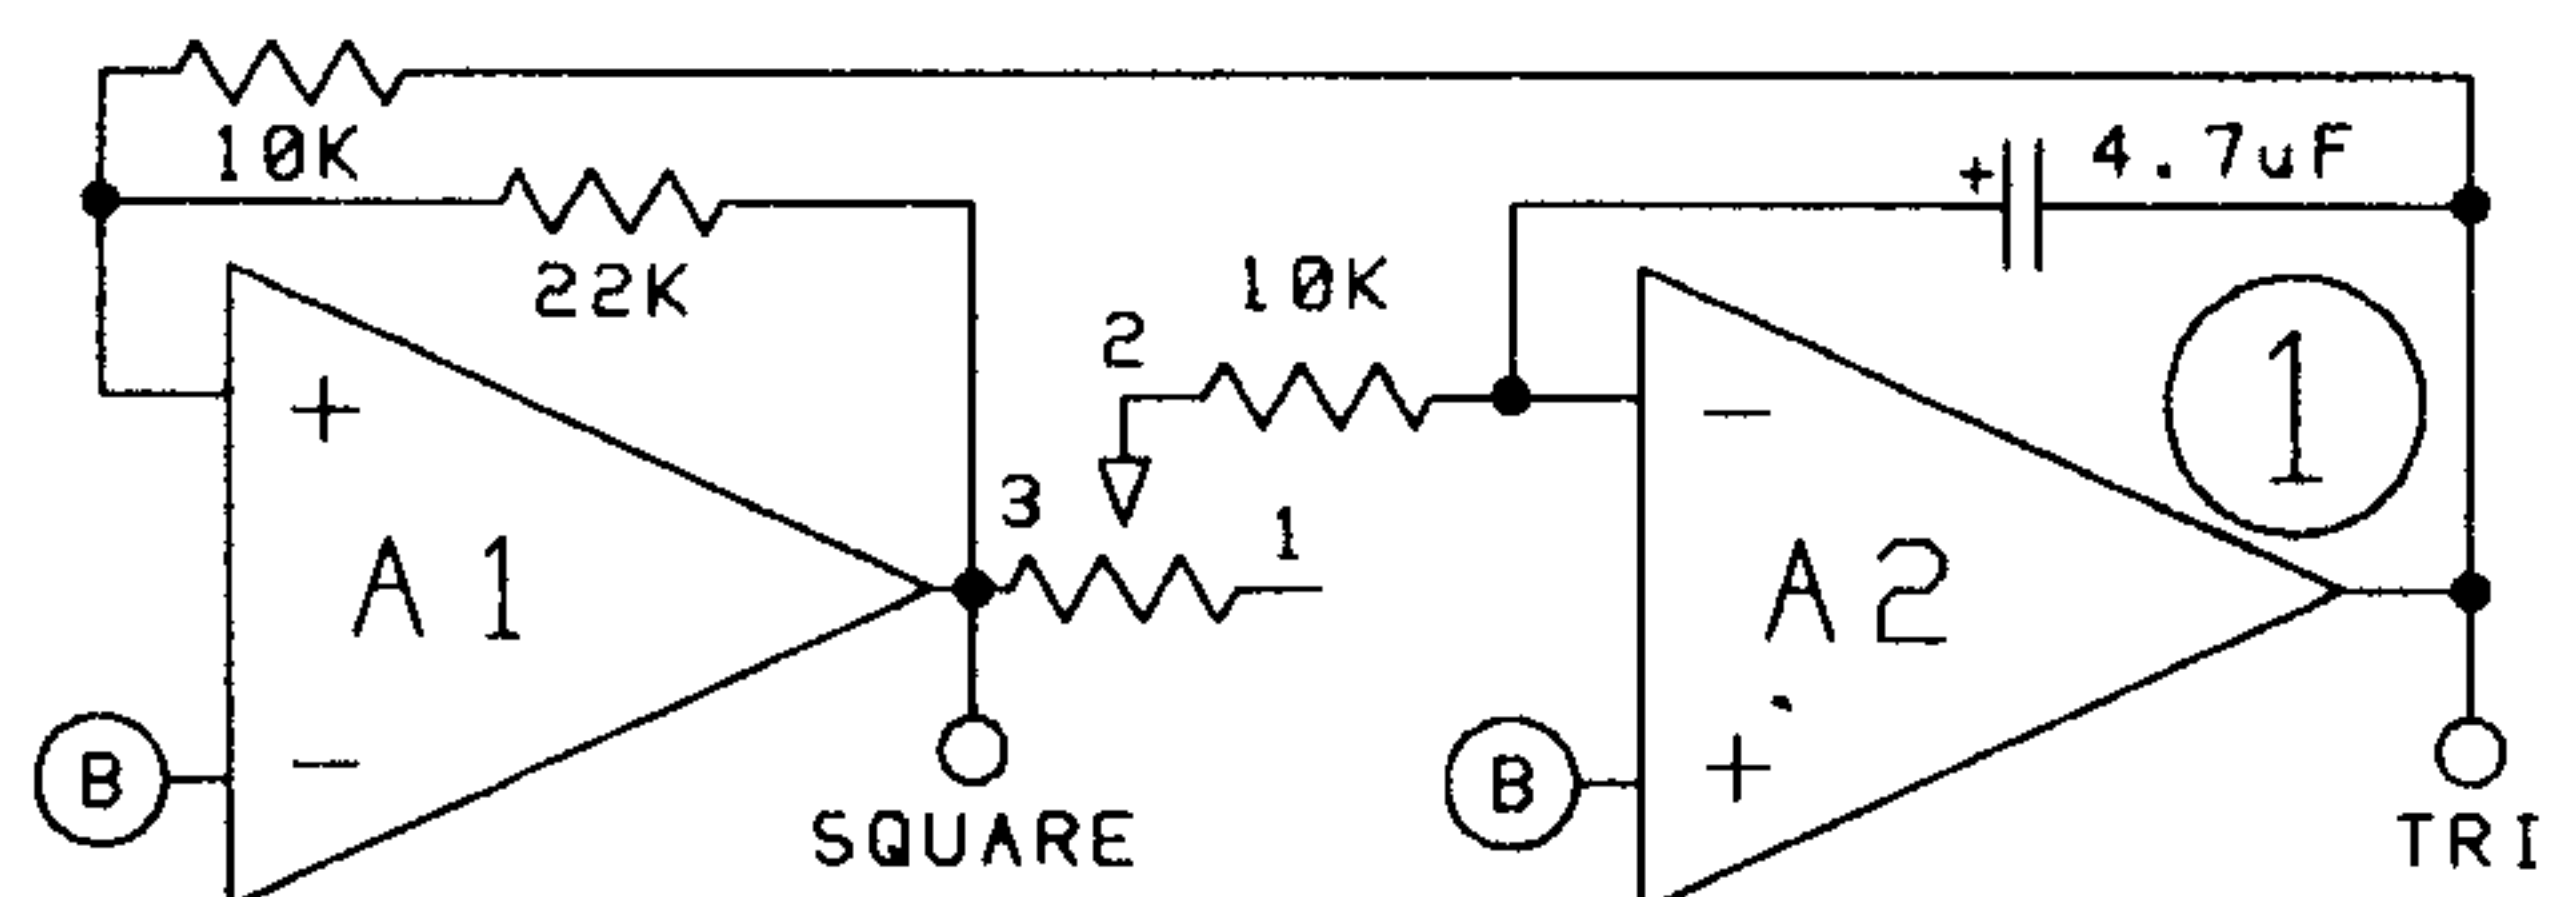 10K
4.7uF
22K
10K
2
+
1
3
1
+
-
A1
A2
B
-
B
+
SQUARE
TRI